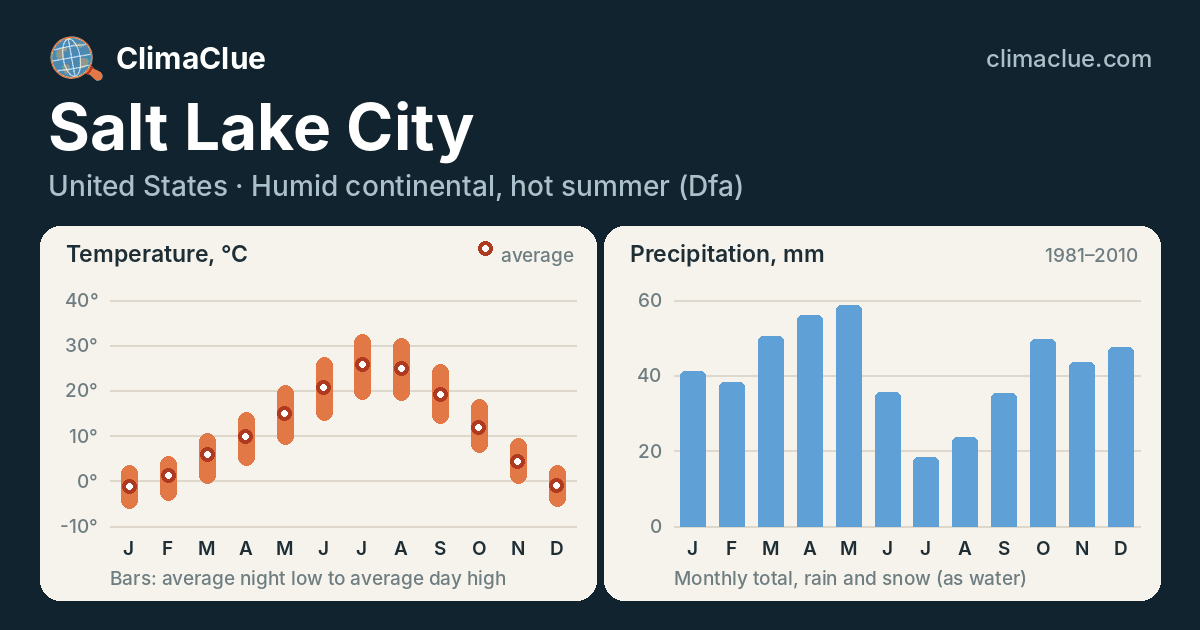 ClimaClue
climaclue.com
Salt Lake City
United States · Humid continental, hot summer (Dfa)
Temperature, °C
average
40°
30°
20°
10°
0°
-10°
J F M A M J J A S O N D
Bars: average night low to average day high
Precipitation, mm
1981–2010
60
40
20
0
J F M A M J J A S O N D
Monthly total, rain and snow (as water)